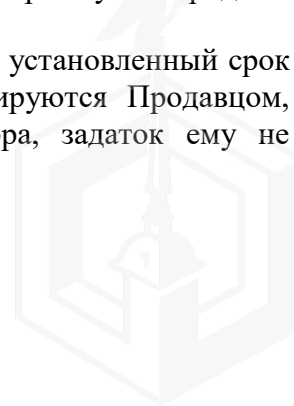 установленный срок
ируются Продавцом,
ра, задаток ему не